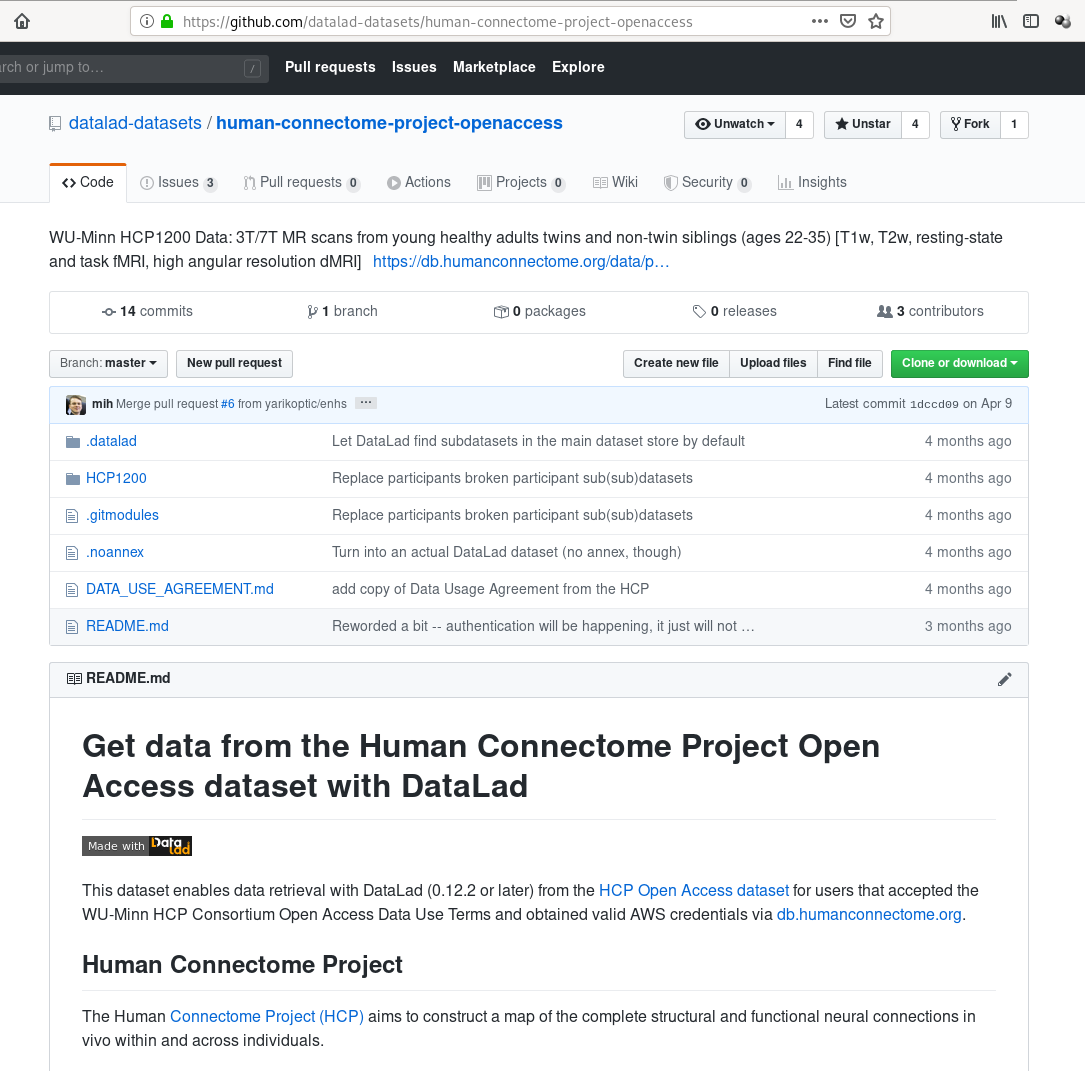 https://github.com/datalad-datasets/human-connectome-project-openaccess
rch or jump to… / Pull requests Issues Marketplace Explore
datalad-datasets / human-connectome-project-openaccess Unwatch 4 Unstar 4 Fork 1
Code Issues 3 Pull requests 0 Actions Projects 0 Wiki Security 0 Insights
WU-Minn HCP1200 Data: 3T/7T MR scans from young healthy adults twins and non-twin siblings (ages 22-35) [T1w, T2w, resting-state
and task fMRI, high angular resolution dMRI] https://db.humanconnectome.org/data/p…
14 commits 1 branch 0 packages 0 releases 3 contributors
Branch: master New pull request Create new file Upload files Find file Clone or download
mih Merge pull request #6 from yarikoptic/enhs ... Latest commit 1dccd09 on Apr 9
.datalad Let DataLad find subdatasets in the main dataset store by default 4 months ago
HCP1200 Replace participants broken participant sub(sub)datasets 4 months ago
.gitmodules Replace participants broken participant sub(sub)datasets 4 months ago
.noannex Turn into an actual DataLad dataset (no annex, though) 4 months ago
DATA_USE_AGREEMENT.md add copy of Data Usage Agreement from the HCP 4 months ago
README.md Reworded a bit -- authentication will be happening, it just will not … 3 months ago
README.md
Get data from the Human Connectome Project Open
Access dataset with DataLad
Made with DataLad
This dataset enables data retrieval with DataLad (0.12.2 or later) from the HCP Open Access dataset for users that accepted the
WU-Minn HCP Consortium Open Access Data Use Terms and obtained valid AWS credentials via db.humanconnectome.org.
Human Connectome Project
The Human Connectome Project (HCP) aims to construct a map of the complete structural and functional neural connections in
vivo within and across individuals.